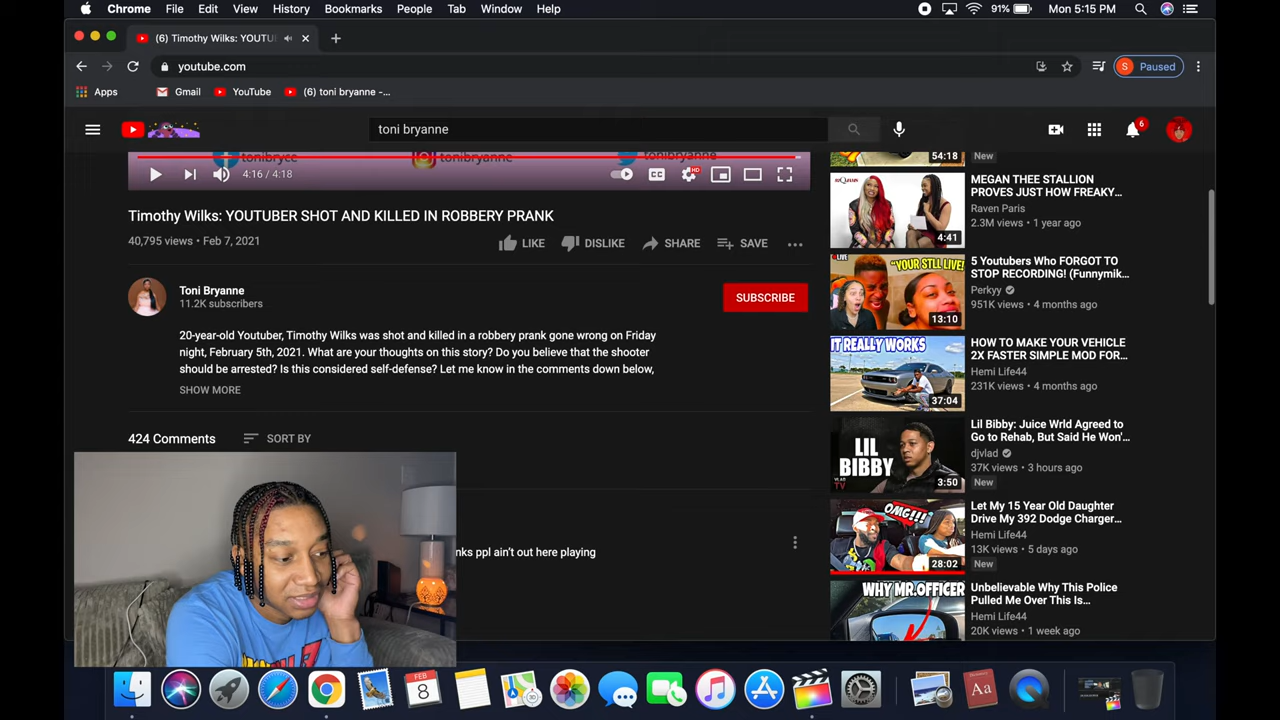 Chrome File Edit View History Bookmarks People Tab Window Help
91% Mon 5:15 PM
(6) Timothy Wilks: YOUTU
youtube.com
S Paused
Apps Gmail YouTube (6) toni bryanne -...
toni bryanne
6
tonibryce tonibryanne tonibryanne
4:16 / 4:18
CC HD
Timothy Wilks: YOUTUBER SHOT AND KILLED IN ROBBERY PRANK
40,795 views • Feb 7, 2021
LIKE DISLIKE SHARE SAVE
Toni Bryanne
11.2K subscribers
SUBSCRIBE
20-year-old Youtuber, Timothy Wilks was shot and killed in a robbery prank gone wrong on Friday
night, February 5th, 2021. What are your thoughts on this story? Do you believe that the shooter
should be arrested? Is this considered self-defense? Let me know in the comments down below,
SHOW MORE
424 Comments SORT BY
nks ppl ain't out here playing
54:18
New
MEGAN THEE STALLION
PROVES JUST HOW FREAKY...
Raven Paris
2.3M views • 1 year ago
4:41
LIVE
"YOUR STLL LIVE!
5 Youtubers Who FORGOT TO
STOP RECORDING! (Funnymik...
Perkyy
951K views • 4 months ago
13:10
IT REALLY WORKS
HOW TO MAKE YOUR VEHICLE
2X FASTER SIMPLE MOD FOR...
Hemi Life44
231K views • 4 months ago
37:04
LIL
BIBBY
Lil Bibby: Juice Wrld Agreed to
Go to Rehab, But Said He Won'...
djvlad
37K views • 3 hours ago
New
3:50
OMG!!!
Let My 15 Year Old Daughter
Drive My 392 Dodge Charger...
Hemi Life44
13K views • 5 days ago
New
28:02
WHY MR.OFFICER
Unbelievable Why This Police
Pulled Me Over This Is...
Hemi Life44
20K views • 1 week ago
FEB
8
Aa